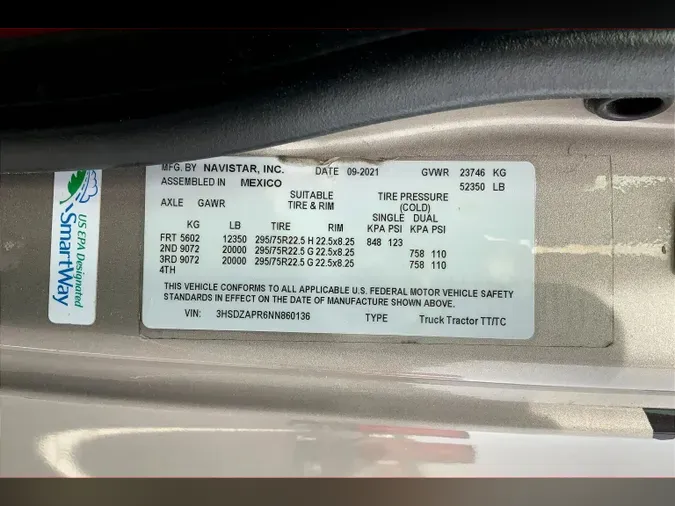 MFG. BY NAVISTAR, INC. DATE 09-2021 GVWR 23746 KG
ASSEMBLED IN MEXICO 52350 LB
AXLE GAWR SUITABLE TIRE & RIM TIRE PRESSURE (COLD)
SINGLE DUAL
KG LB TIRE RIM KPA PSI KPA PSI
FRT 5602 12350 295/75R22.5 H 22.5x8.25 848 123
2ND 9072 20000 295/75R22.5 G 22.5x8.25 758 110
3RD 9072 20000 295/75R22.5 G 22.5x8.25 758 110
4TH
THIS VEHICLE CONFORMS TO ALL APPLICABLE U.S. FEDERAL MOTOR VEHICLE SAFETY
STANDARDS IN EFFECT ON THE DATE OF MANUFACTURE SHOWN ABOVE.
VIN: 3HSDZAPR6NN860136 TYPE Truck Tractor TT/TC
US EPA Designated
SmartWay